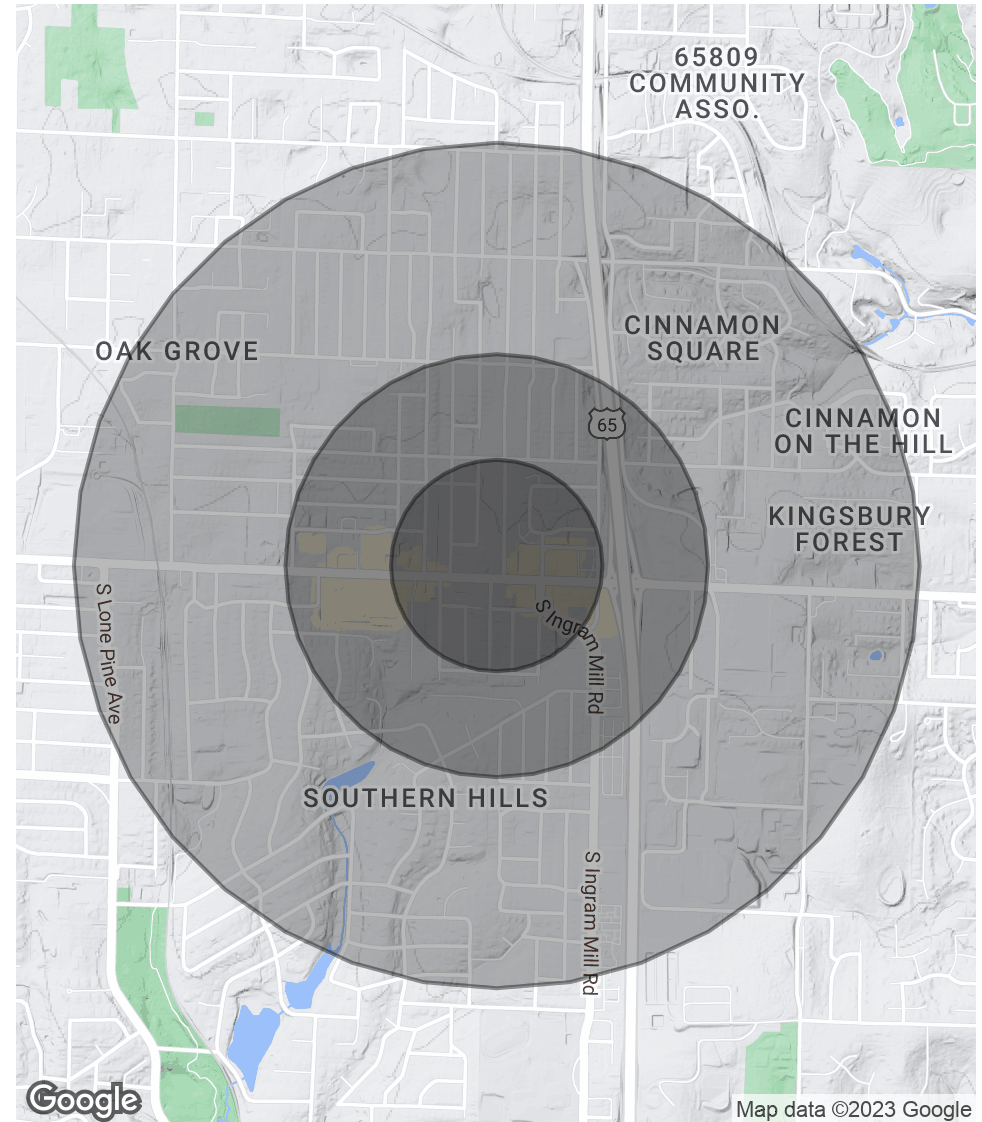 65809
COMMUNITY
ASSO.
CINNAMON
SQUARE
OAK GROVE
65
CINNAMON
ON THE HILL
KINGSBURY
FOREST
S Lone Pine Ave
S Ingram Mill Rd
SOUTHERN HILLS
S Ingram Mill Rd
Google
Map data ©2023 Google